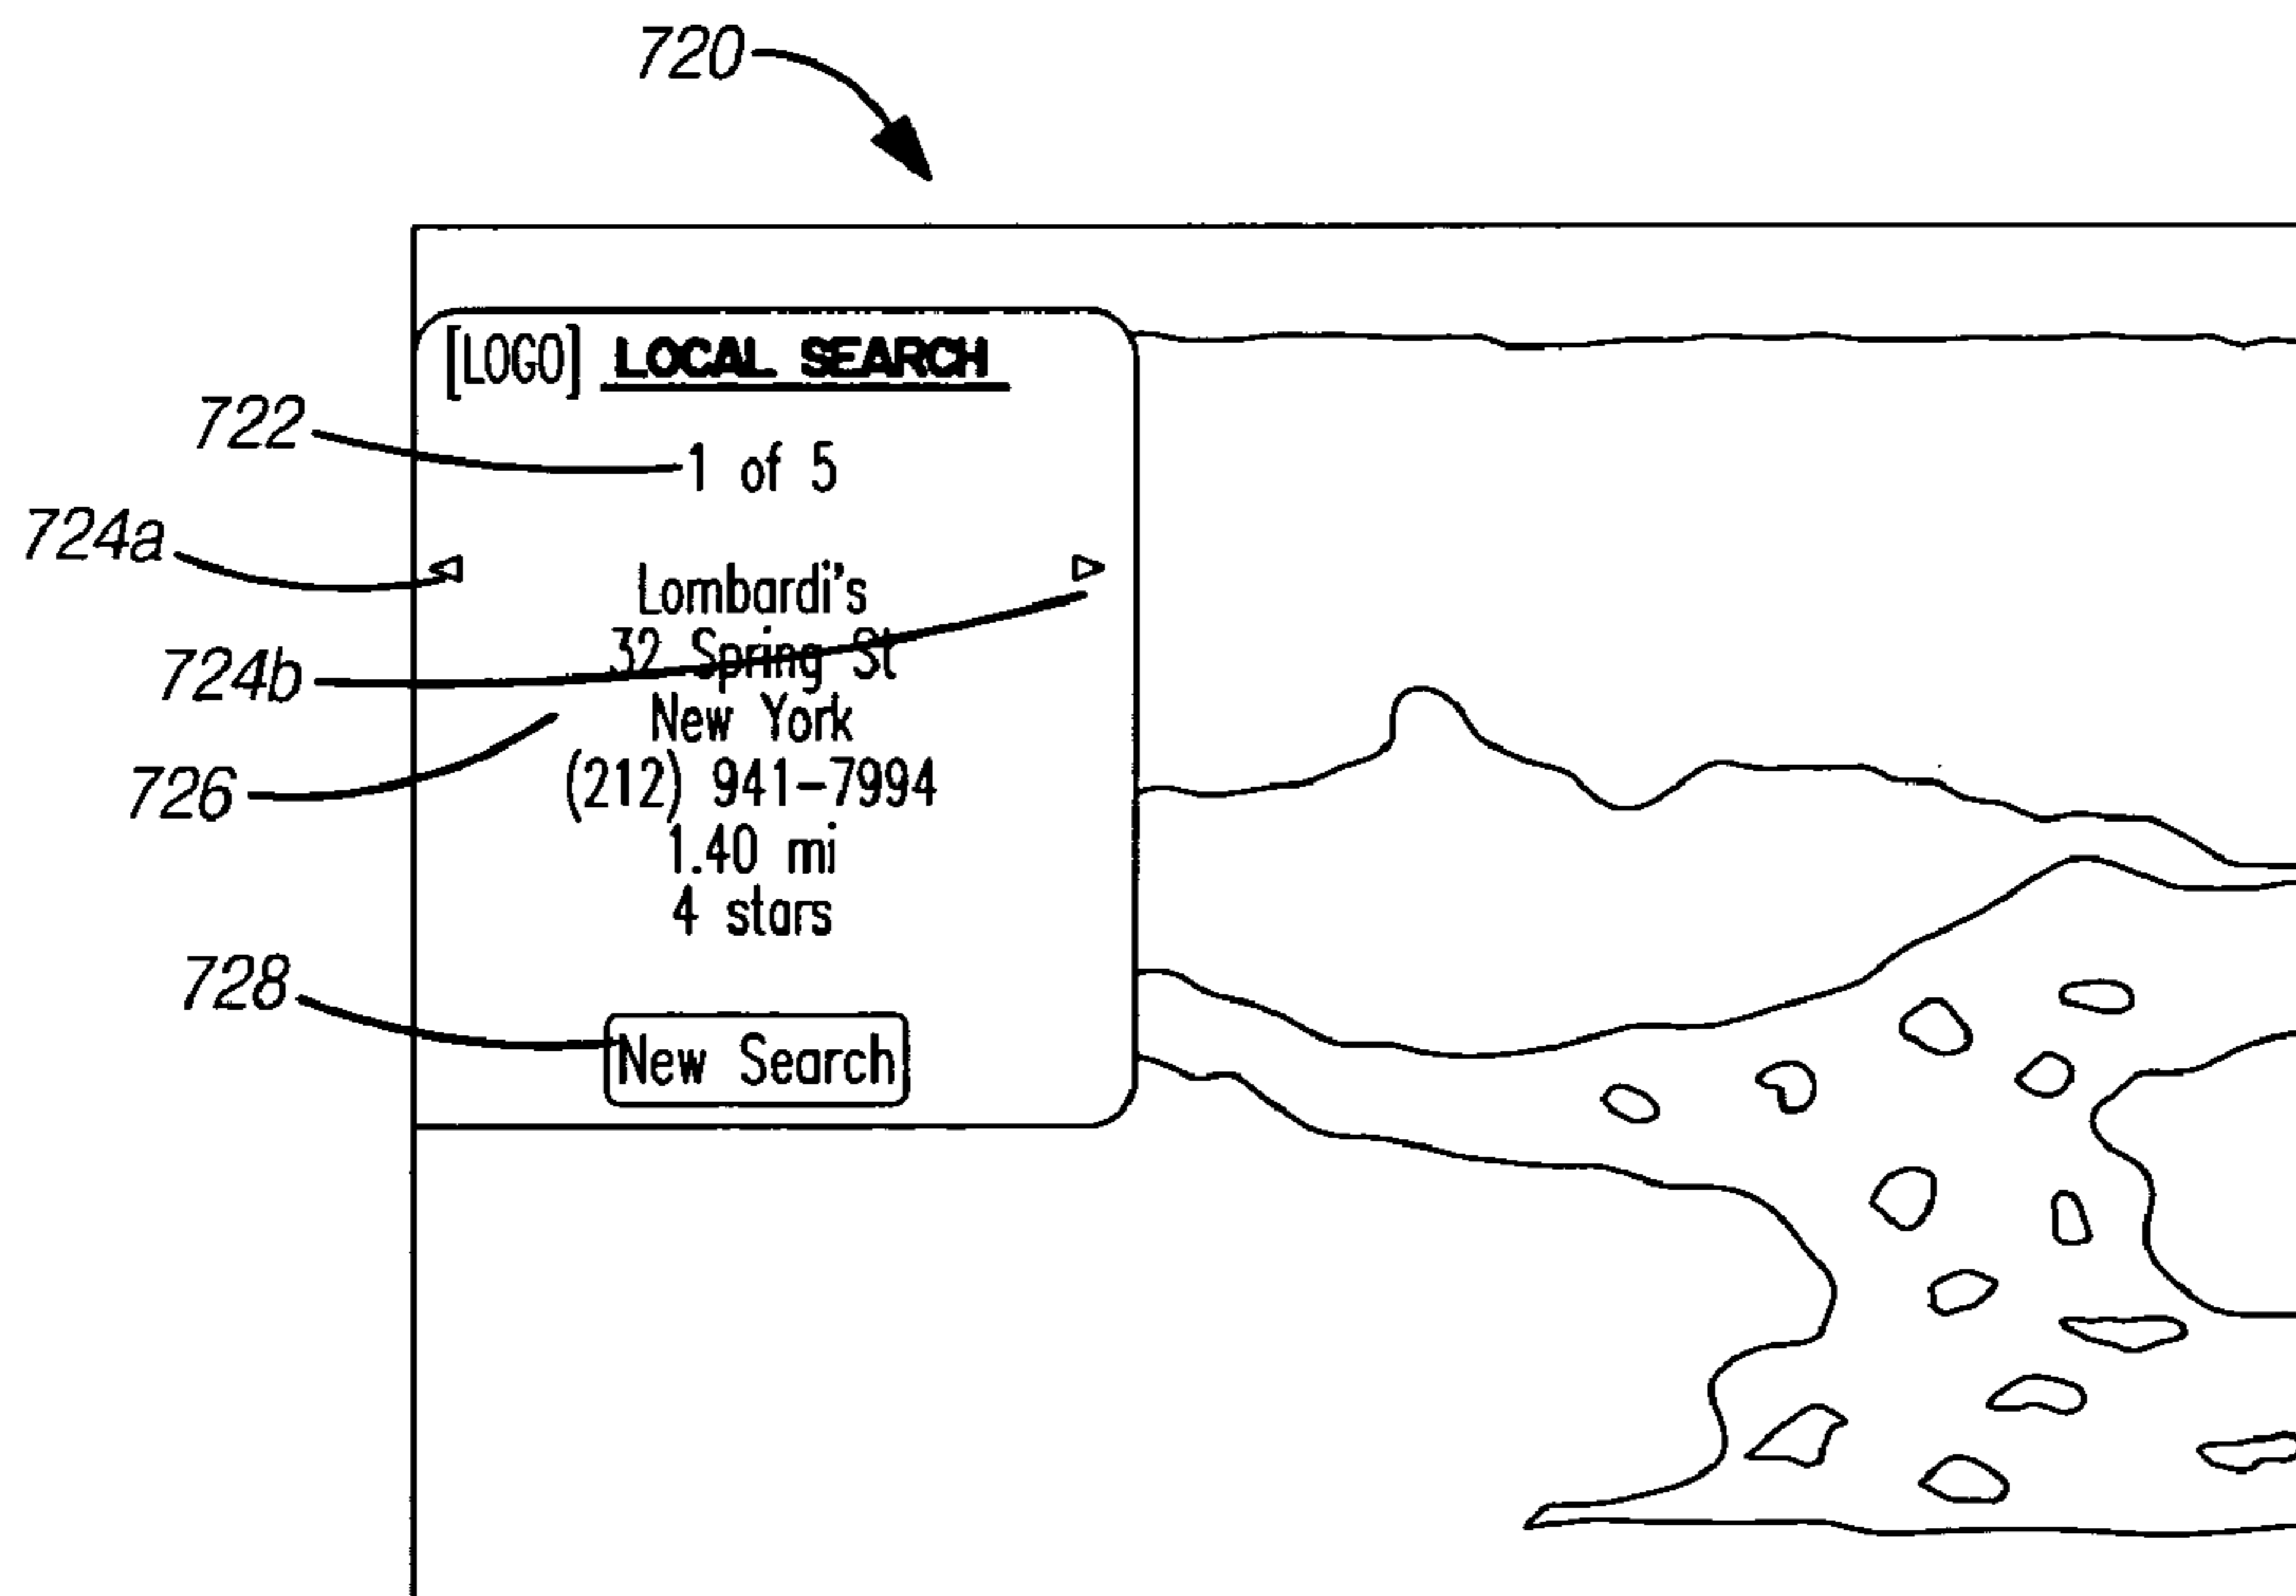 720
[LOGO] LOCAL SEARCH
722
1 of 5
724a
Lombardi's
32 Spring St
724b
New York
726
(212) 941-7994
1.40 mi
4 stars
728
New Search